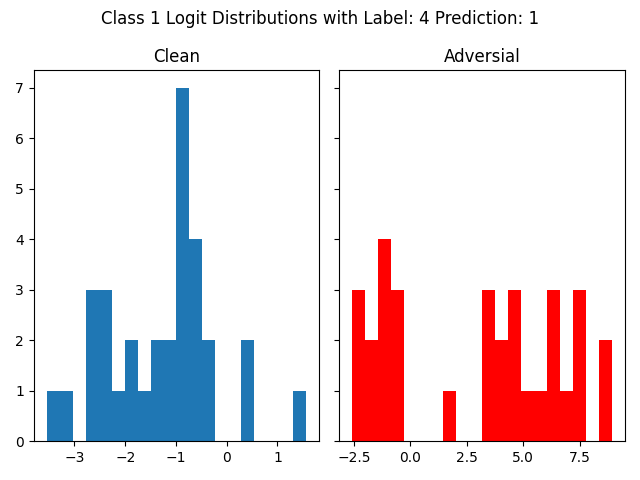 Class 1 Logit Distributions with Label: 4 Prediction: 1
Clean
Adversial
7
6
5
4
3
2
1
0
−3 −2 −1 0 1
−2.5 0.0 2.5 5.0 7.5